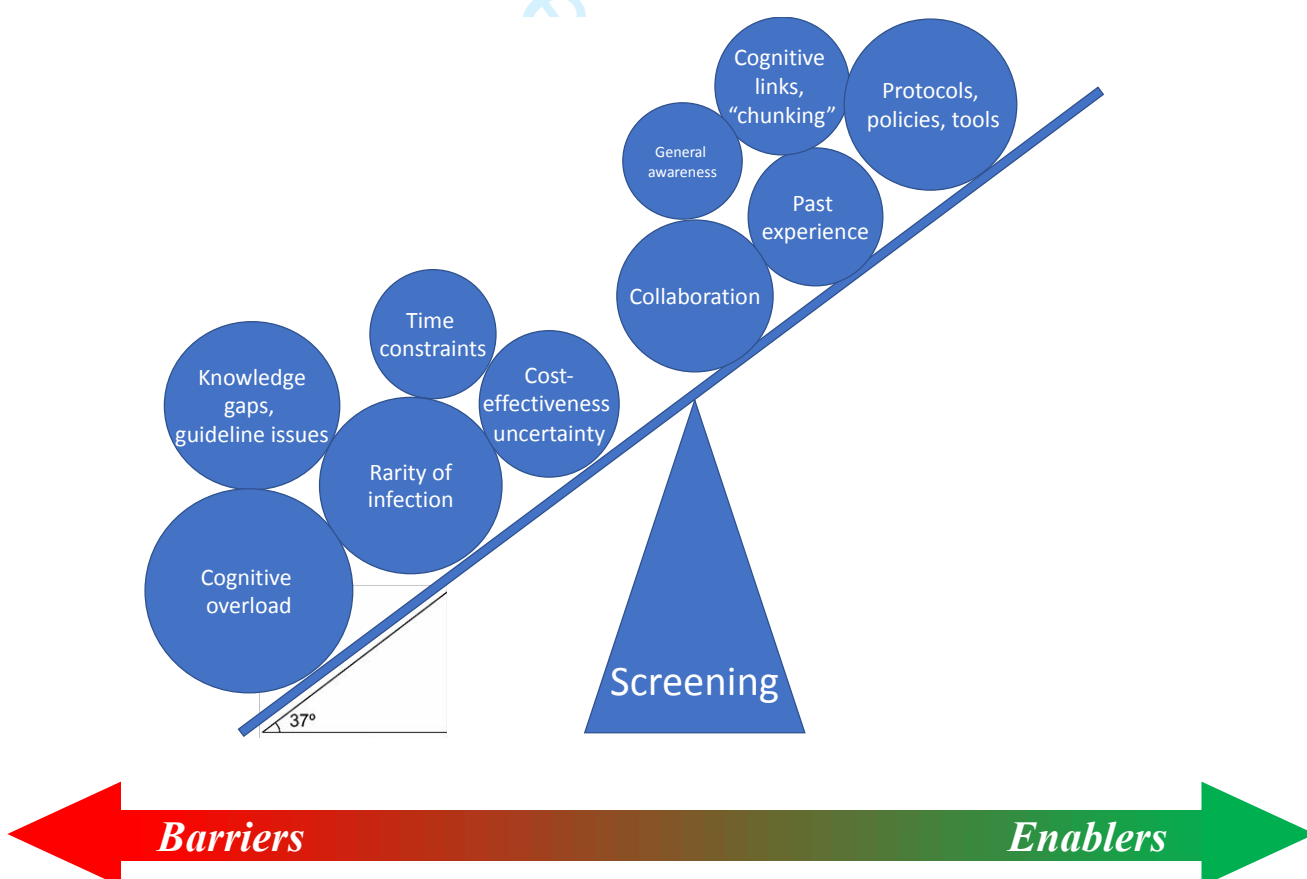 Cognitive
links,
“chunking”
Protocols,
policies, tools
General
awareness
Past
experience
Collaboration
Time
constraints
Knowledge
gaps,
guideline issues
Cost-
effectiveness
uncertainty
Rarity of
infection
Cognitive
overload
Screening
37º
Barriers
Enablers